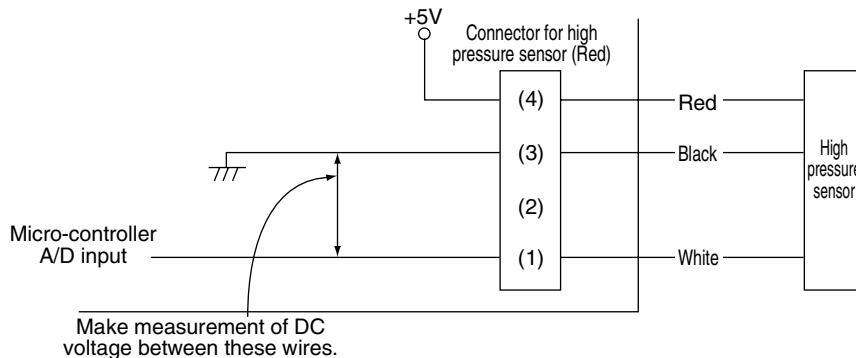 +5V
Connector for high
pressure sensor (Red)
(4)
Red
(3)
Black
High
pressure
sensor
(2)
Micro-controller
A/D input
(1)
White
Make measurement of DC
voltage between these wires.